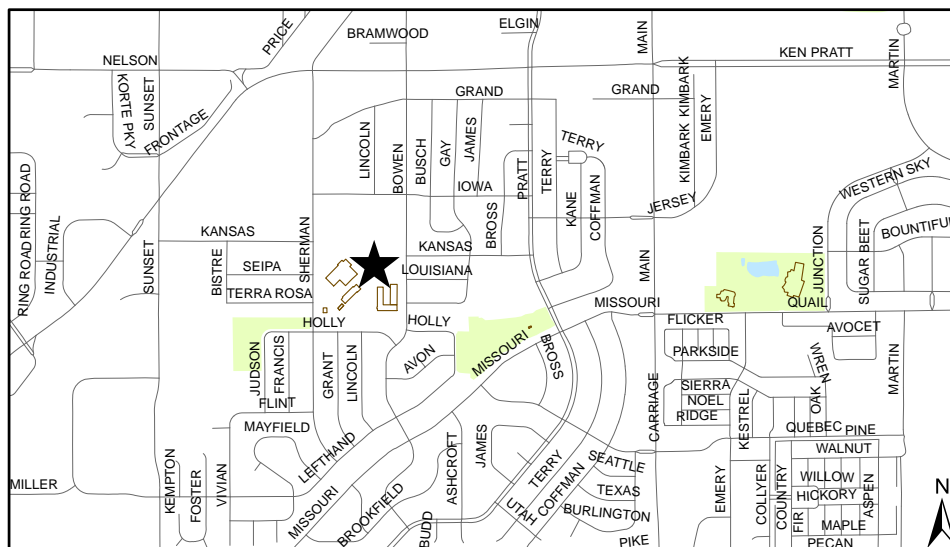 ELGIN
BRAMWOOD
PRICE
MAIN
KEN PRATT
MARTIN
NELSON
KORTE PKY
SUNSET
FRONTAGE
GRAND
GRAND
KIMBARK
KIMBARK
EMERY
LINCOLN
BOWEN
BUSCH
GAY
JAMES
PRATT
TERRY
TERRY
IOWA
KANE
COFFMAN
JERSEY
WESTERN SKY
BOUNTIFUL
RING ROAD
RING ROAD
INDUSTRIAL
SUNSET
KANSAS
BISTRE
SEIPA
TERRA ROSA
SHERMAN
KANSAS
LOUISIANA
BROSS
MAIN
JUNCTION
SUGAR BEET
MISSOURI
QUAIL
HOLLY
HOLLY
FLICKER
AVOCET
MISSOURI
AVON
BROSS
PARKSIDE
WREN
MARTIN
JUDSON
FRANCIS
GRANT
LINCOLN
FLINT
CARRIAGE
SIERRA
NOEL
RIDGE
KESTREL
OAK
MAYFIELD
QUEBEC
PINE
LEFTHAND
WALNUT
MILLER
KEMPTON
FOSTER
VIVIAN
MISSOURI
BROOKFIELD
ASHCROFT
JAMES
TERRY
SEATTLE
TEXAS
BURLINGTON
PIKE
UTAH
COFFMAN
BUDD
EMERY
COLLYER
COUNTRY
WILLOW
HICKORY
FIR
MAPLE
ASPEN
PECAN
N